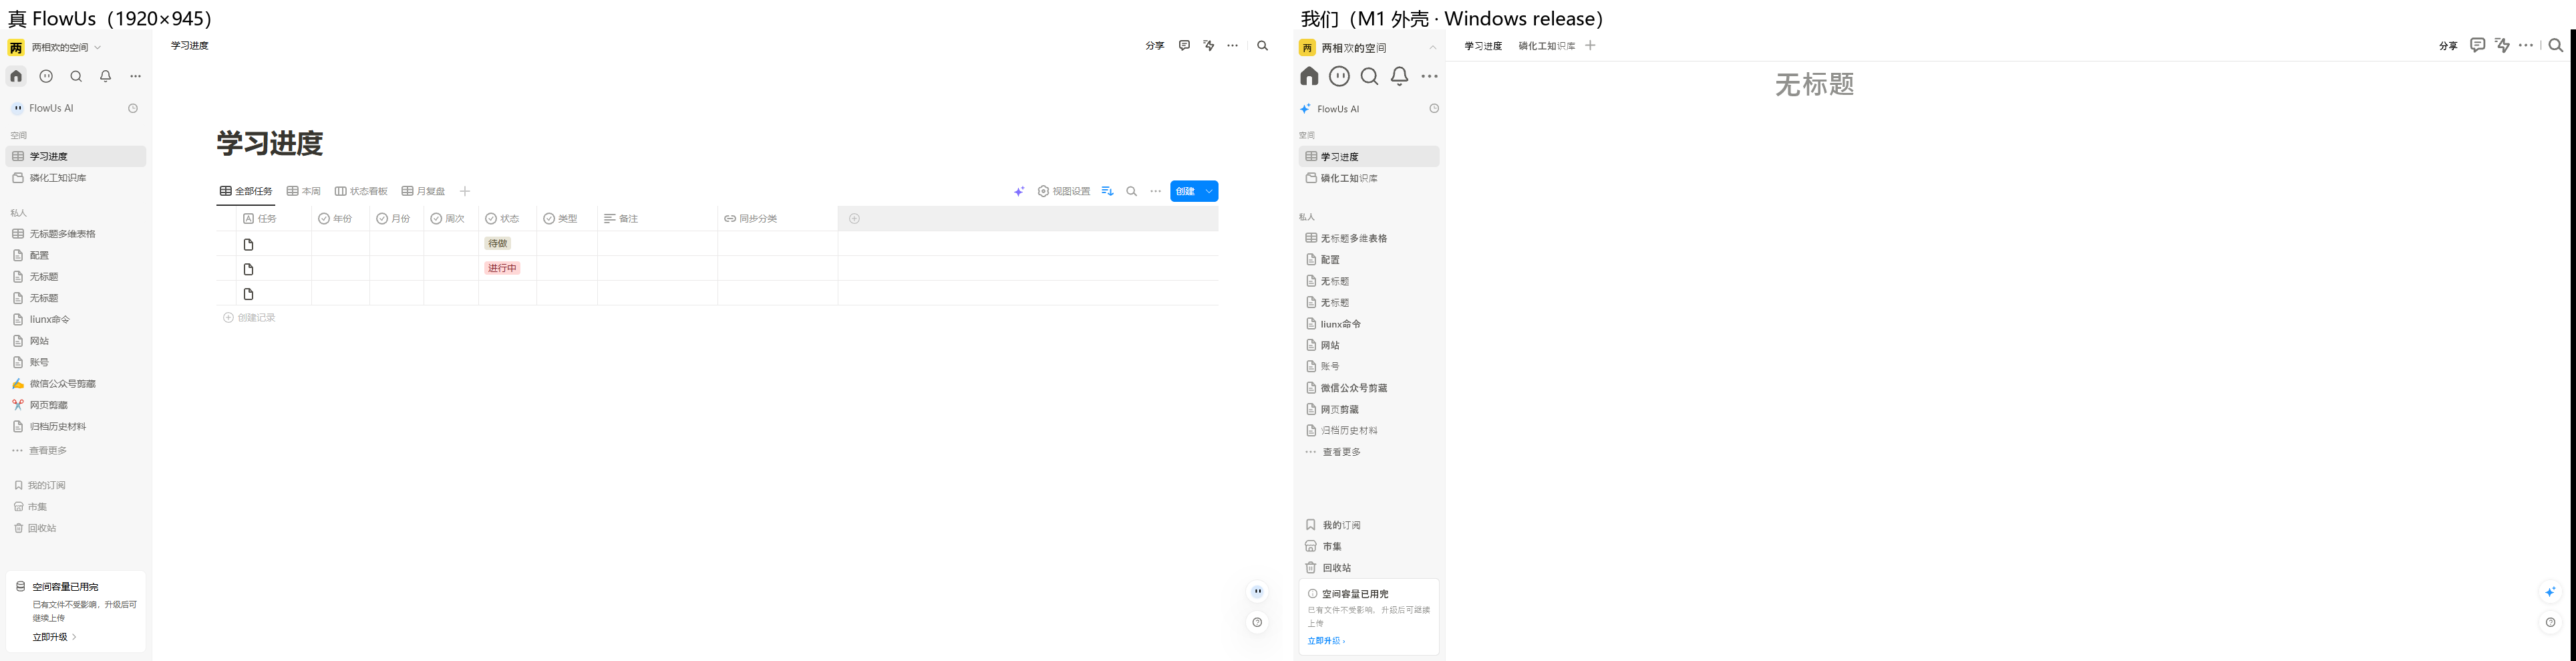 真 FlowUs（1920×945）
两相欢的空间
FlowUs AI
空间
学习进度
磷化工知识库
私人
无标题多维表格
配置
无标题
无标题
liunx命令
网站
账号
微信公众号剪藏
网页剪藏
归档历史材料
查看更多
我的订阅
市集
回收站
空间容量已用完
已有文件不受影响，升级后可
继续上传
立即升级
学习进度
分享
学习进度
全部任务 本周 状态看板 月复盘
视图设置 创建
任务 年份 月份 周次 状态 类型 备注 同步分类
待做
进行中
创建记录
我们（M1 外壳 · Windows release）
两 两相欢的空间
FlowUs AI
空间
学习进度
磷化工知识库
私人
无标题多维表格
配置
无标题
无标题
liunx命令
网站
账号
微信公众号剪藏
网页剪藏
归档历史材料
查看更多
我的订阅
市集
回收站
空间容量已用完
已有文件不受影响，升级后可继续
上传
立即升级 ›
学习进度 磷化工知识库
分享
无标题